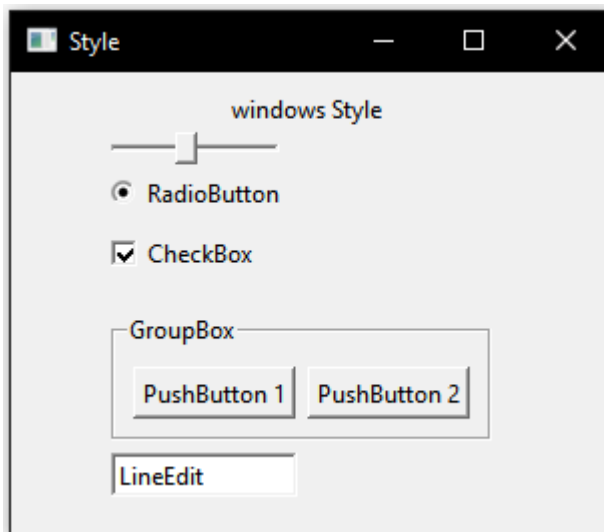 Style
windows Style
RadioButton
CheckBox
GroupBox
PushButton 1 PushButton 2
LineEdit